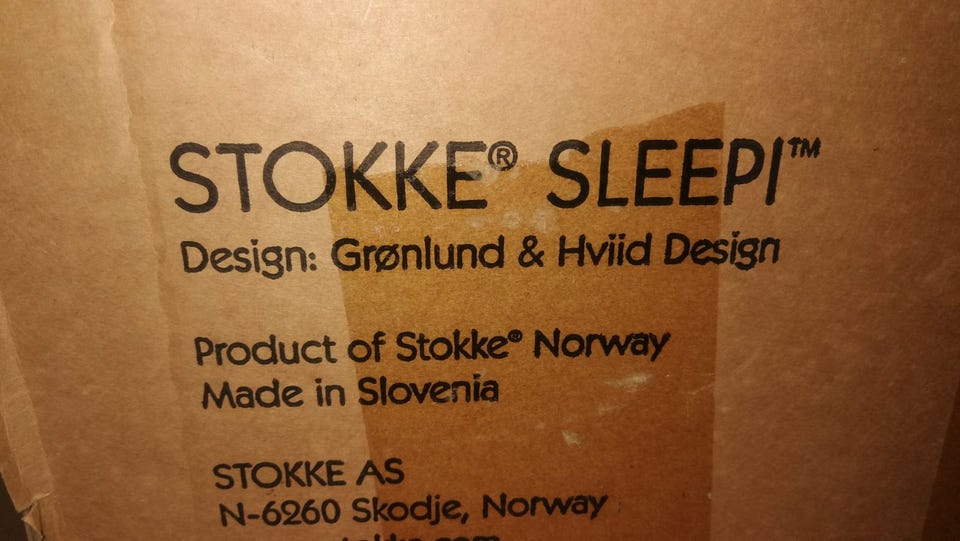 STOKKE® SLEEPI™
Design: Grønlund & Hviid Design
Product of Stokke® Norway
Made in Slovenia
STOKKE AS
N-6260 Skodje, Norway